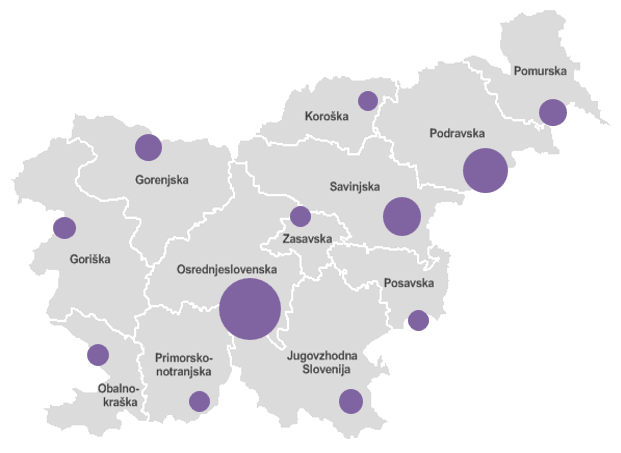 Pomurska
Koroška
Podravska
Gorenjska
Savinjska
Zasavska
Goriška
Osrednjeslovenska
Posavska
Primorsko-
notranjska
Jugovzhodna
Slovenija
Obalno-
kraška